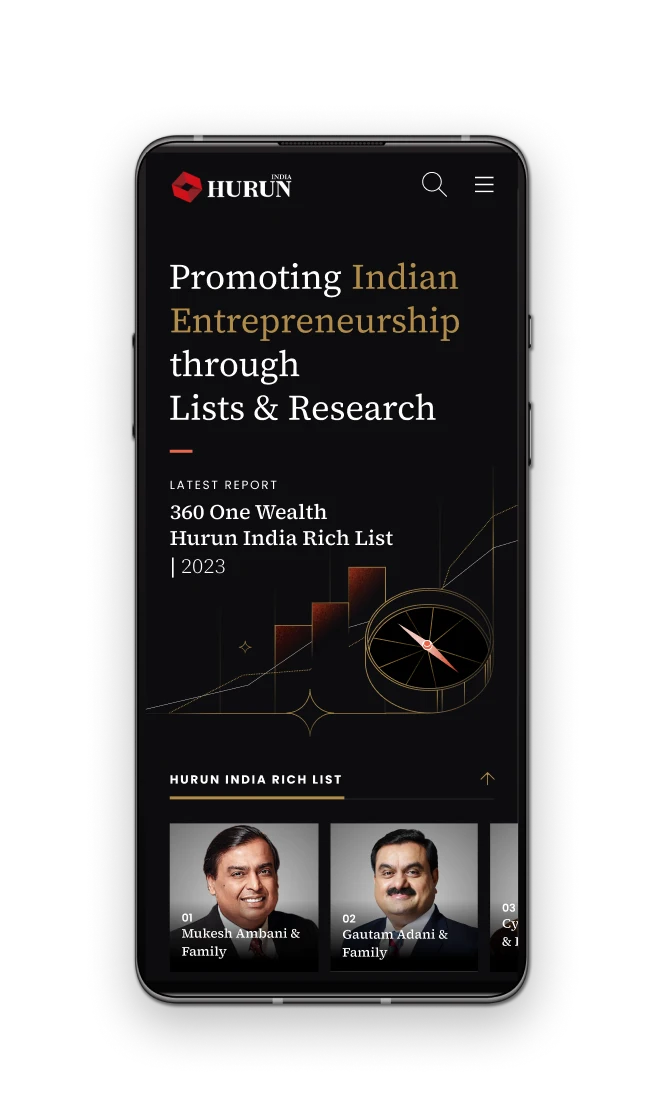 HURUN INDIA
Promoting Indian
Entrepreneurship
through
Lists & Research
LATEST REPORT
360 One Wealth
Hurun India Rich List
| 2023
HURUN INDIA RICH LIST
01
Mukesh Ambani &
Family
02
Gautam Adani &
Family
03